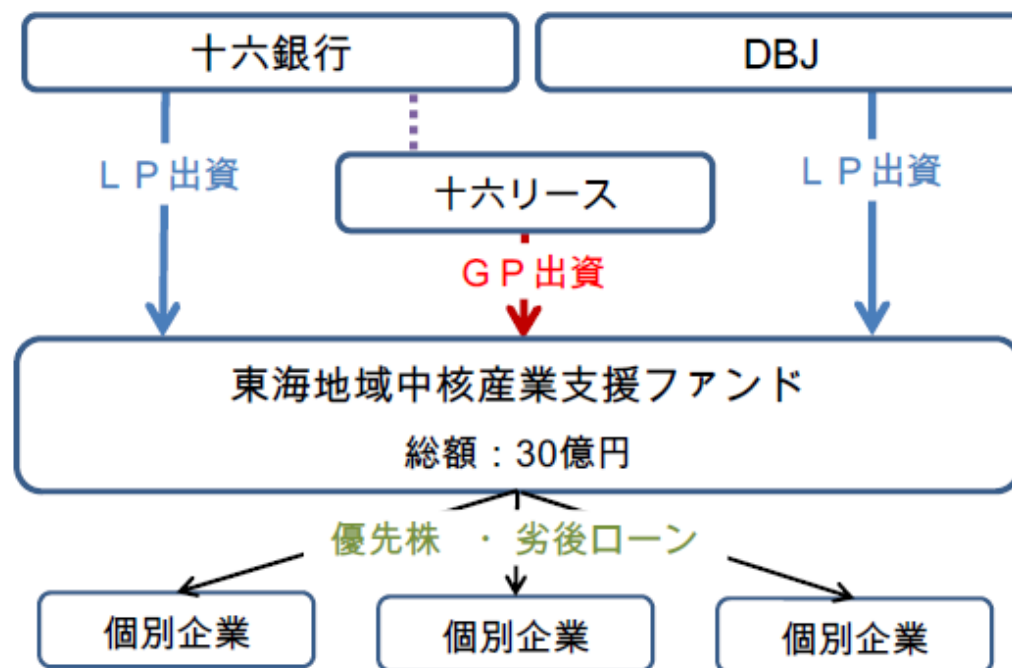 十六銀行
DBJ
LP出資
十六リース
LP出資
GP出資
東海地域中核産業支援ファンド
総額：30億円
優先株 ・ 劣後ローン
個別企業
個別企業
個別企業